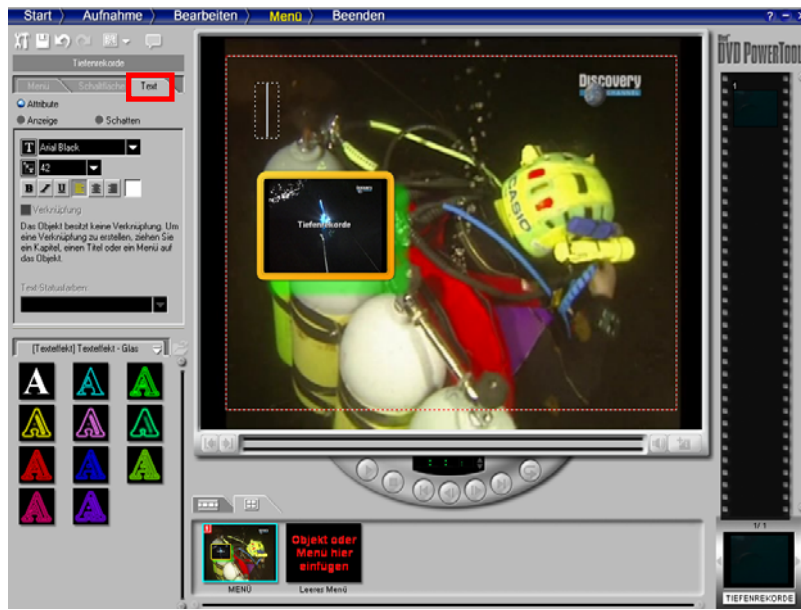 Start
Aufnahme
Bearbeiten
Menü
Beenden
? - x
DVD POWERTOOL
Tiefenrekorde
Menü
Schaltfläche
Text
Attribute
Anzeige
Schatten
Arial Black
42
B I U
Verknüpfung
Das Objekt besitzt keine Verknüpfung. Um
eine Verknüpfung zu erstellen, ziehen Sie
ein Kapitel, einen Titel oder ein Menü auf
das Objekt.
Text-Statusfarben:
[Texteffekt] Texteffekt - Glas
A A A
A A A
A A A
A A
Discovery
CHANNEL
CASIO
Tiefenrekorde
Objekt oder
Menü hier
einfügen
MENÜ
Leeres Menü
1
1/ 1
TIEFENREKORDE